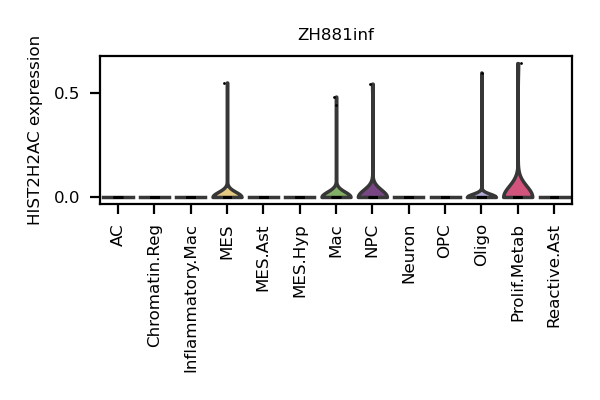 ZH881inf
HIST2H2AC expression
0.5
0.0
AC
Chromatin.Reg
Inflammatory.Mac
MES
MES.Ast
MES.Hyp
Mac
NPC
Neuron
OPC
Oligo
Prolif.Metab
Reactive.Ast